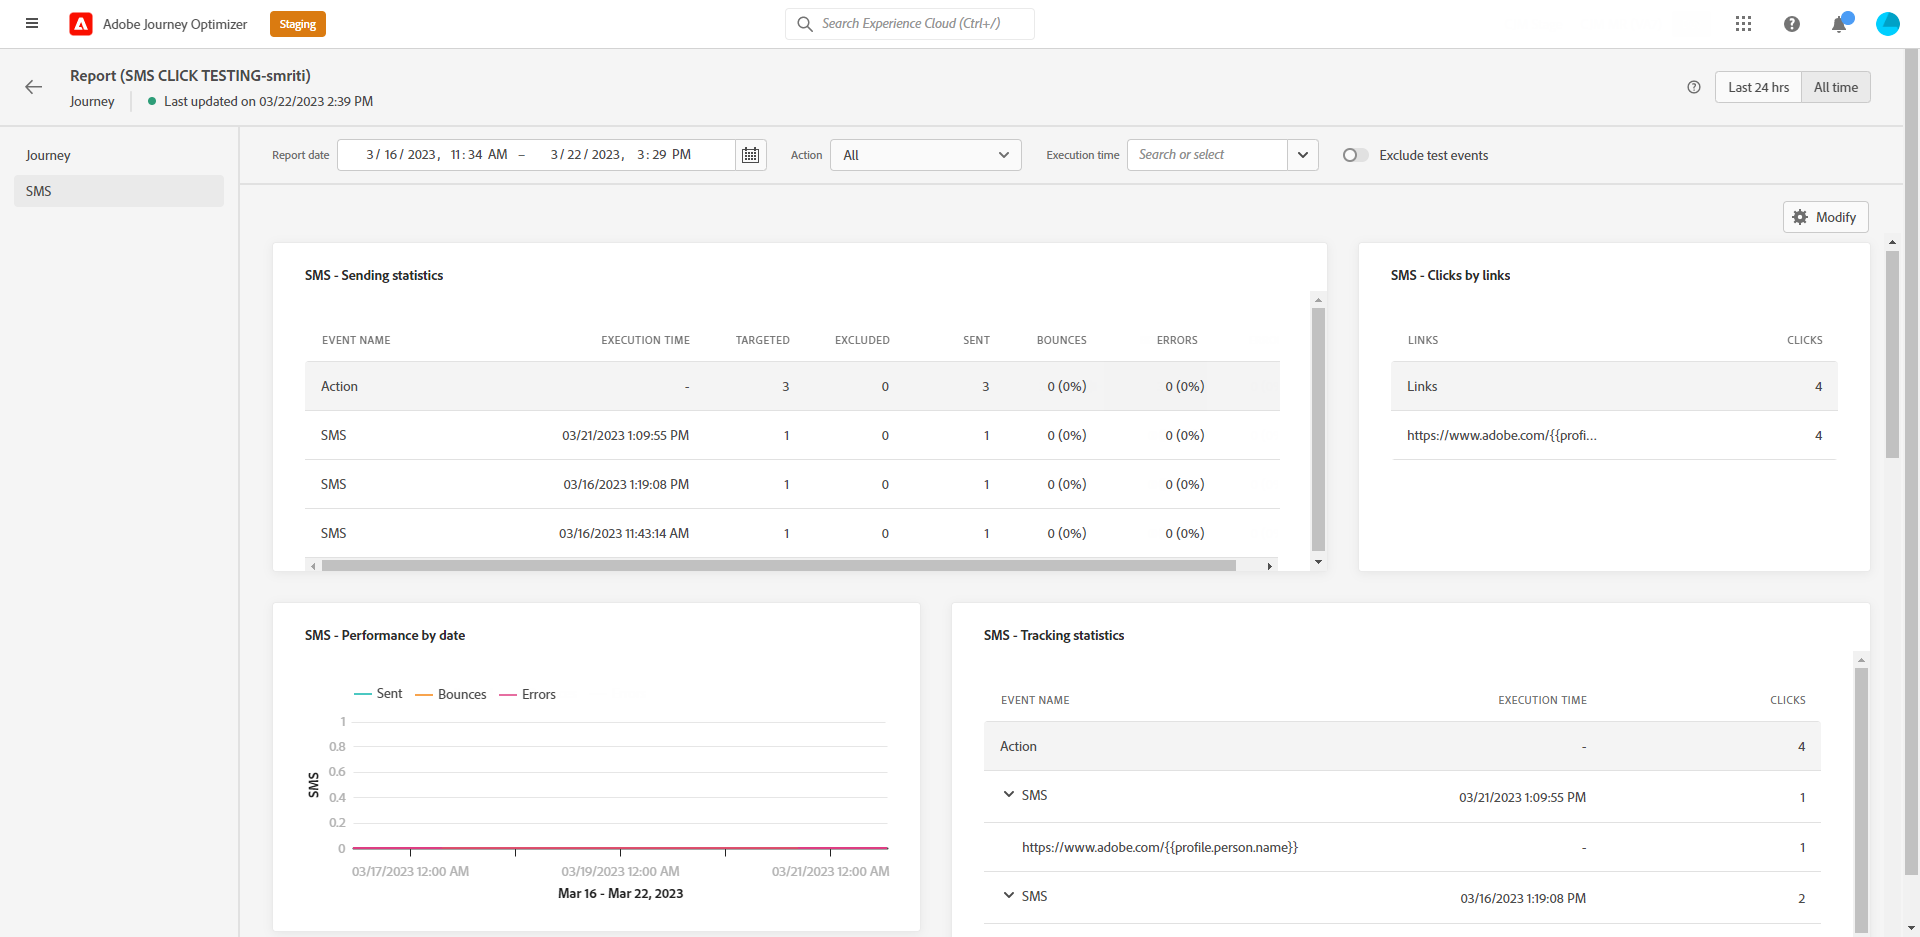 Adobe Journey Optimizer
Staging
Search Experience Cloud (Ctrl+/)
Report (SMS CLICK TESTING-smriti)
Journey
Last updated on 03/22/2023 2:39 PM
Last 24 hrs
All time
Journey
SMS
Report date
3/ 16/ 2023, 11:34 AM – 3/22/2023, 3:29 PM
Action
All
Execution time
Search or select
Exclude test events
Modify
SMS - Sending statistics
EVENT NAME EXECUTION TIME TARGETED EXCLUDED SENT BOUNCES ERRORS
Action - 3 0 3 0 (0%) 0 (0%)
SMS 03/21/2023 1:09:55 PM 1 0 1 0 (0%) 0 (0%)
SMS 03/16/2023 1:19:08 PM 1 0 1 0 (0%) 0 (0%)
SMS 03/16/2023 11:43:14 AM 1 0 1 0 (0%) 0 (0%)
SMS - Clicks by links
LINKS CLICKS
Links 4
https://www.adobe.com/{{profi... 4
SMS - Performance by date
Sent Bounces Errors
1
0.8
0.6
0.4
0.2
0
SMS
03/17/2023 12:00 AM 03/19/2023 12:00 AM 03/21/2023 12:00 AM
Mar 16 - Mar 22, 2023
SMS - Tracking statistics
EVENT NAME EXECUTION TIME CLICKS
Action - 4
SMS 03/21/2023 1:09:55 PM 1
https://www.adobe.com/{{profile.person.name}} - 1
SMS 03/16/2023 1:19:08 PM 2